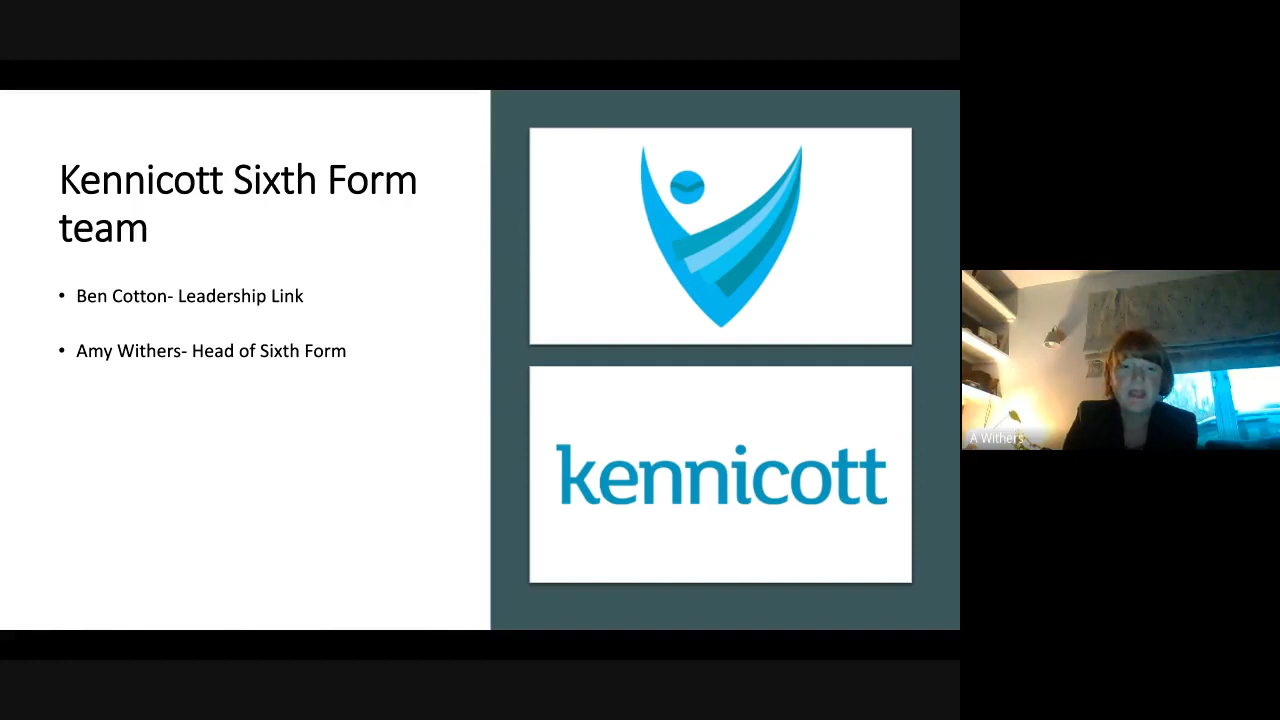 Kennicott Sixth Form
team
• Ben Cotton- Leadership Link
• Amy Withers- Head of Sixth Form
kennicott
A Withers